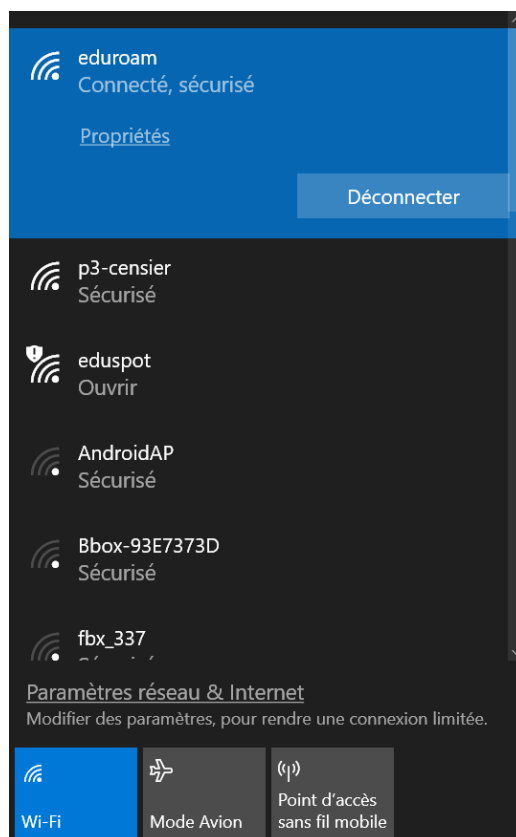 eduroam
Connecté, sécurisé
Propriétés
Déconnecter
p3-censier
Sécurisé
eduspot
Ouvrir
AndroidAP
Sécurisé
Bbox-93E7373D
Sécurisé
fbx_337
Paramètres réseau & Internet
Modifier des paramètres, pour rendre une connexion limitée.
Wi-Fi
Mode Avion
Point d'accès
sans fil mobile